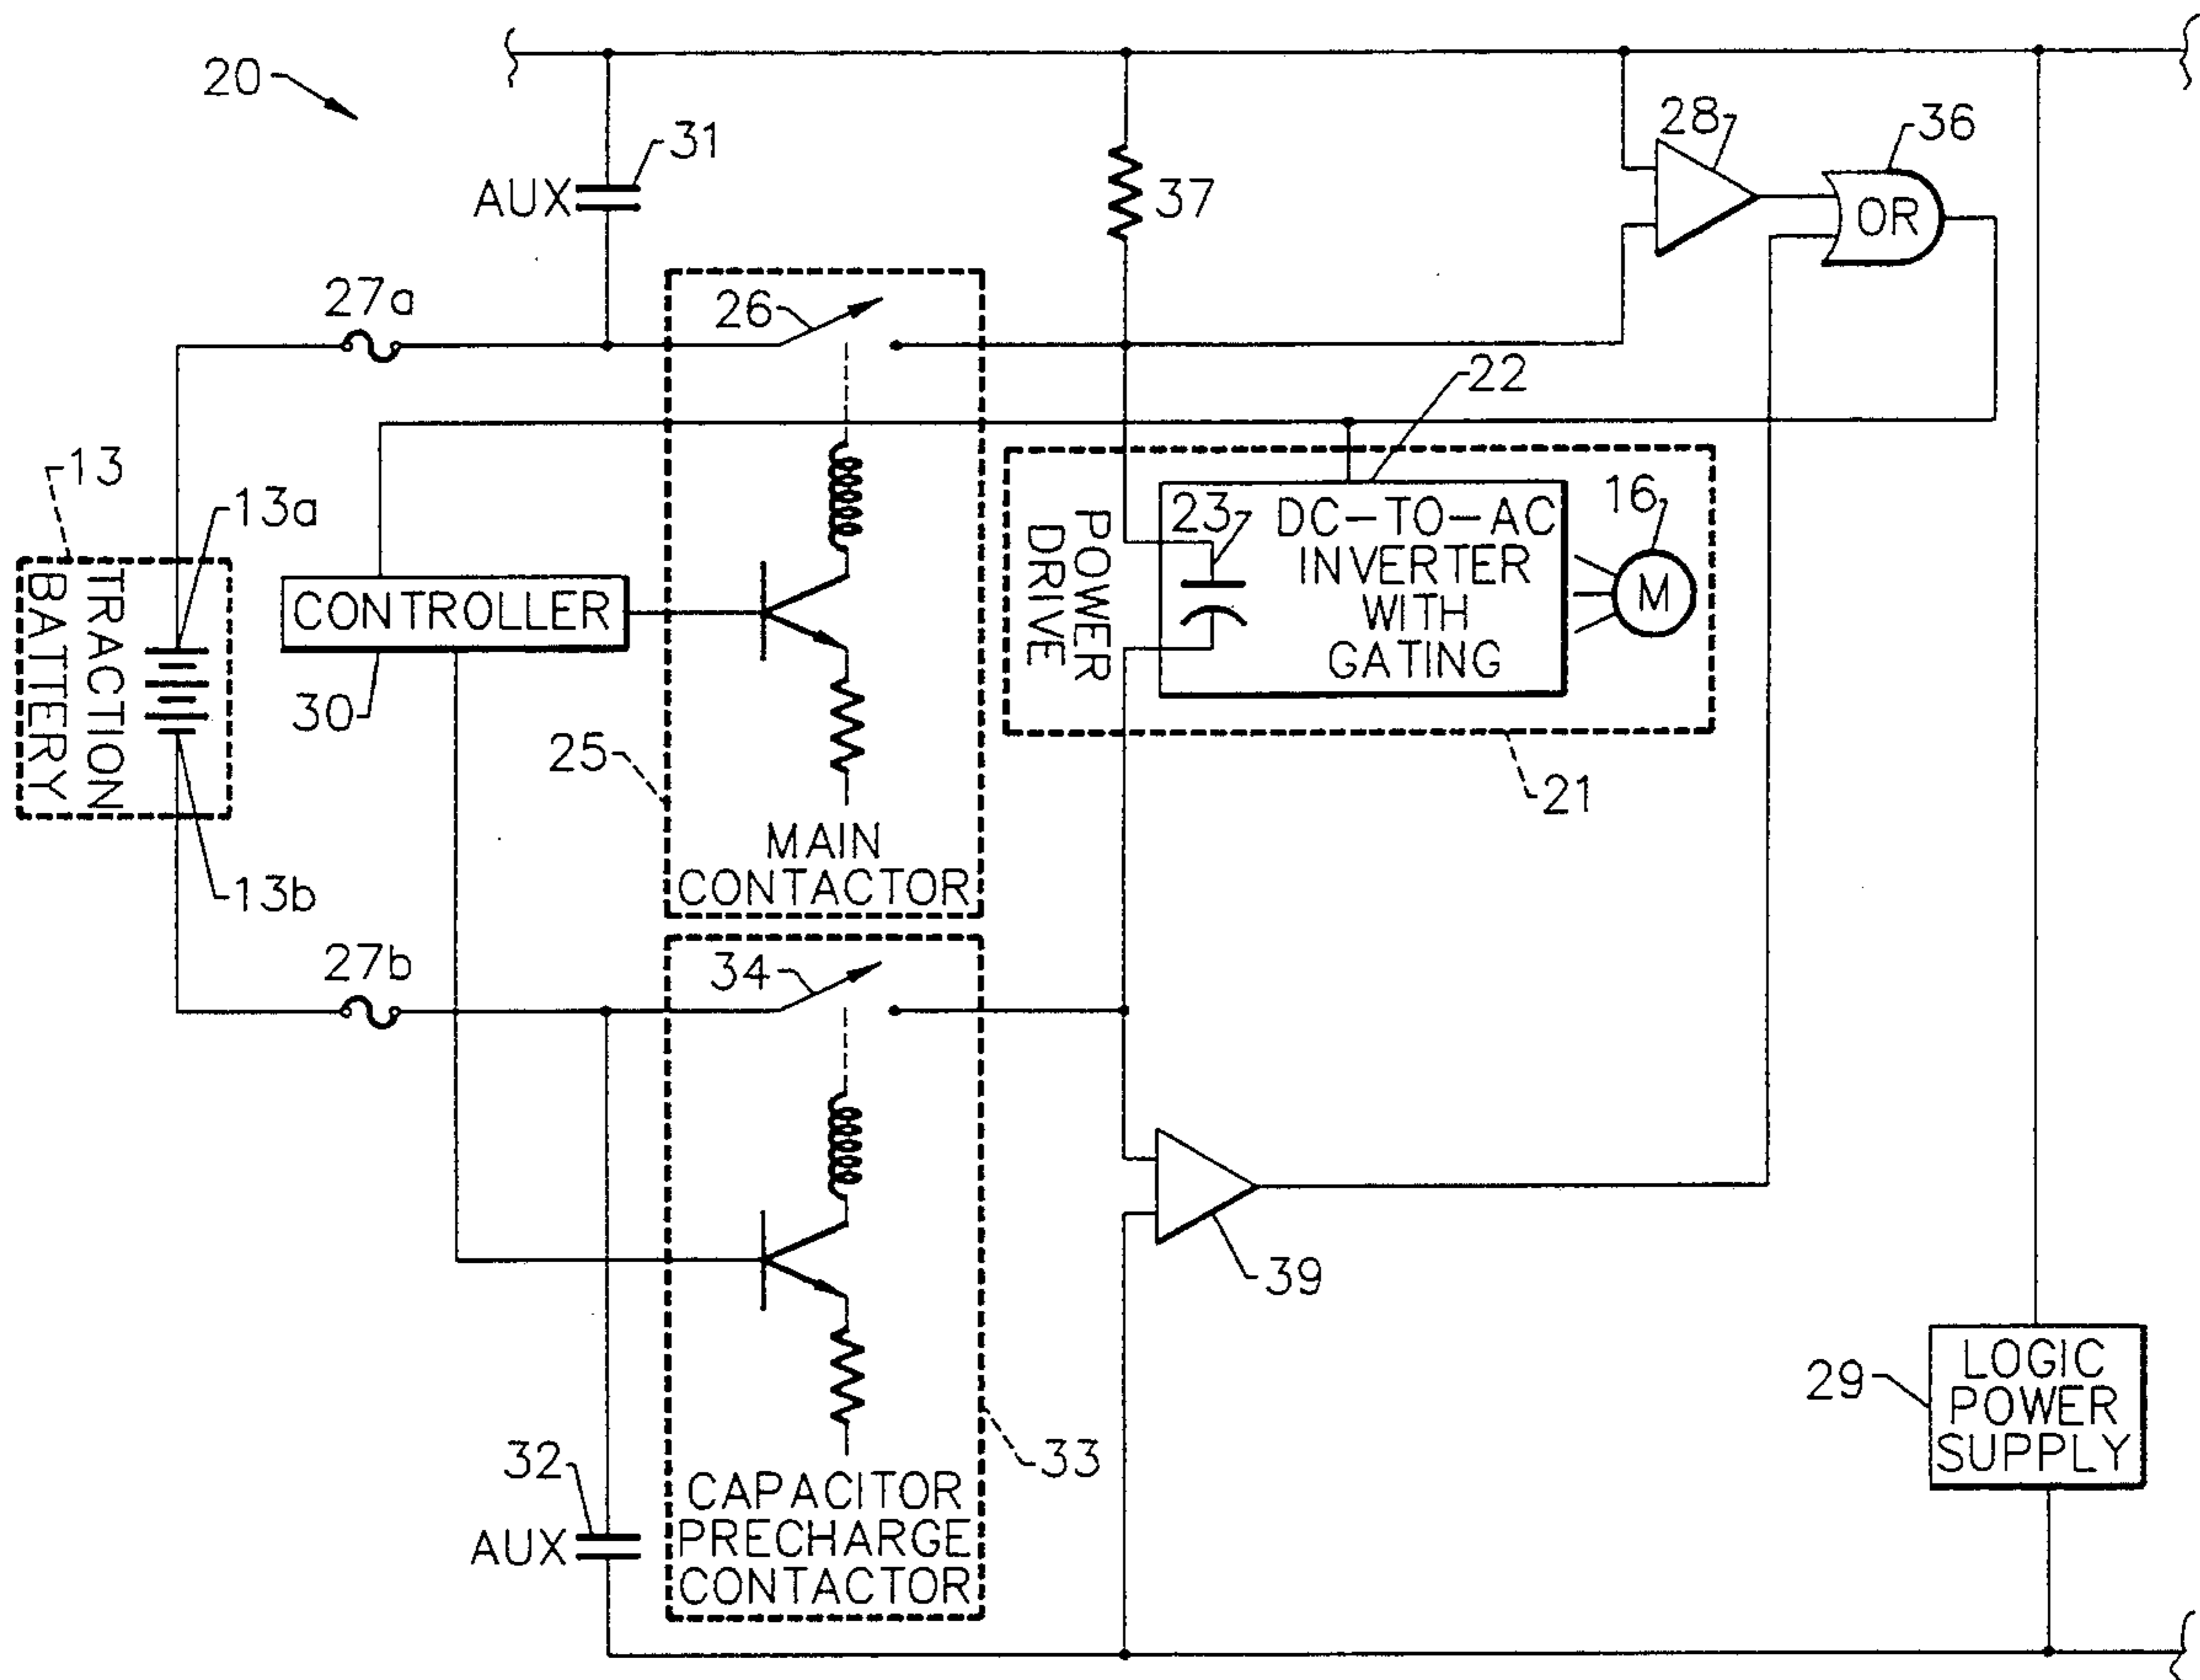 20
31
AUX
37
28
36
OR
27a
26
22
13
13a
TRACTION
BATTERY
13b
CONTROLLER
30
25
MAIN
CONTACTOR
POWER
DRIVE
23
DC-TO-AC
INVERTER
WITH
GATING
16
M
21
27b
34
39
33
32
AUX
CAPACITOR
PRECHARGE
CONTACTOR
29
LOGIC
POWER
SUPPLY